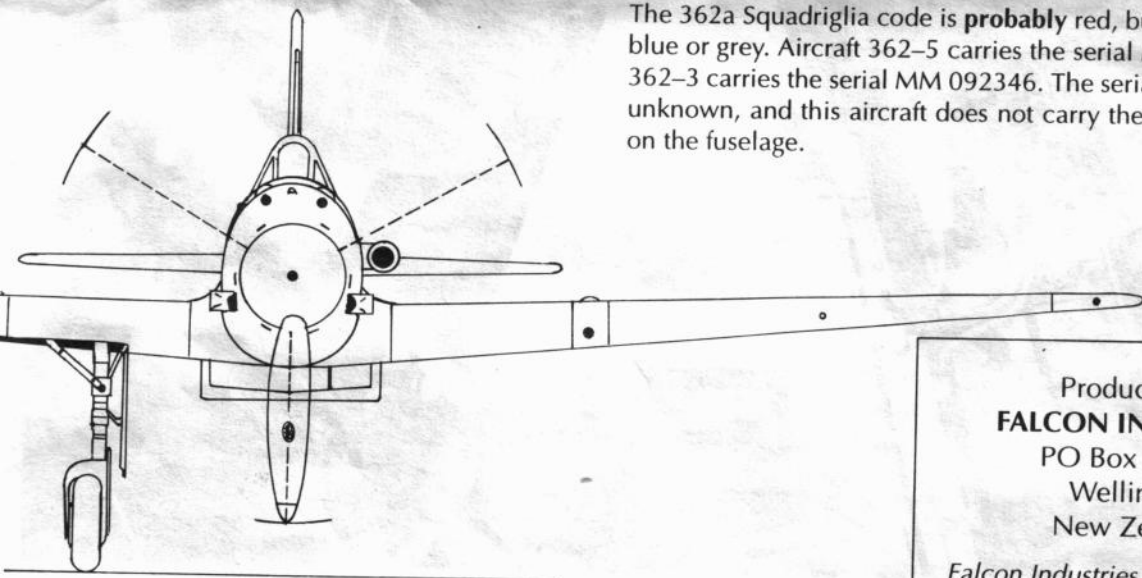 The 362a Squadriglia code is probably red, b
blue or grey. Aircraft 362–5 carries the serial
362–3 carries the serial MM 092346. The seria
unknown, and this aircraft does not carry the
on the fuselage.
Produc
FALCON IN
PO Box
Wellin
New Ze
Falcon Industries